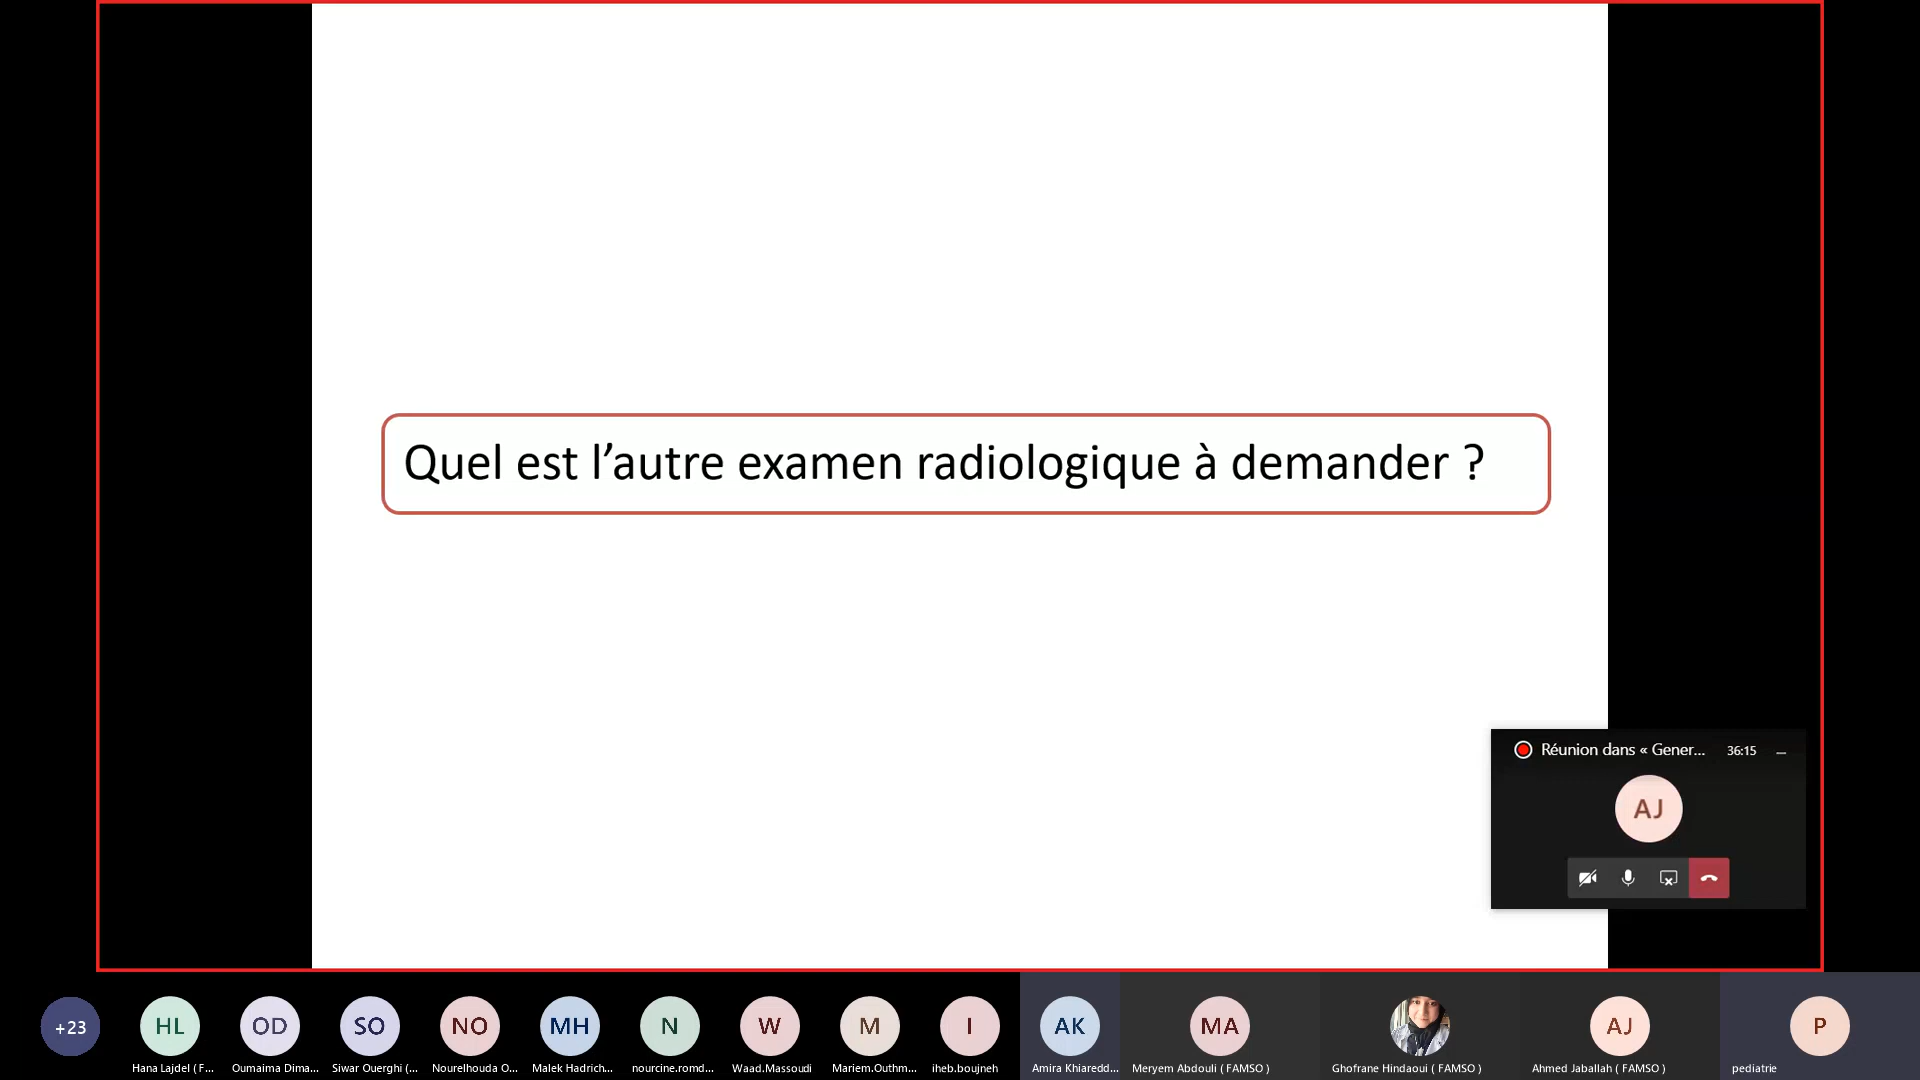 Quel est l’autre examen radiologique à demander ?
Réunion dans « Gener... 36:15
AJ
+23
HL
OD
SO
NO
MH
N
W
M
I
AK
MA
AJ
P
Hana Lajdel ( F...
Oumaima Dima...
Siwar Ouerghi (...
Nourelhouda O...
Malek Hadrich...
nourcine.romd...
Waad.Massoudi
Mariem.Outhm...
iheb.boujneh
Amira Khiaredd...
Meryem Abdouli ( FAMSO )
Ghofrane Hindaoui ( FAMSO )
Ahmed Jaballah ( FAMSO )
pediatrie